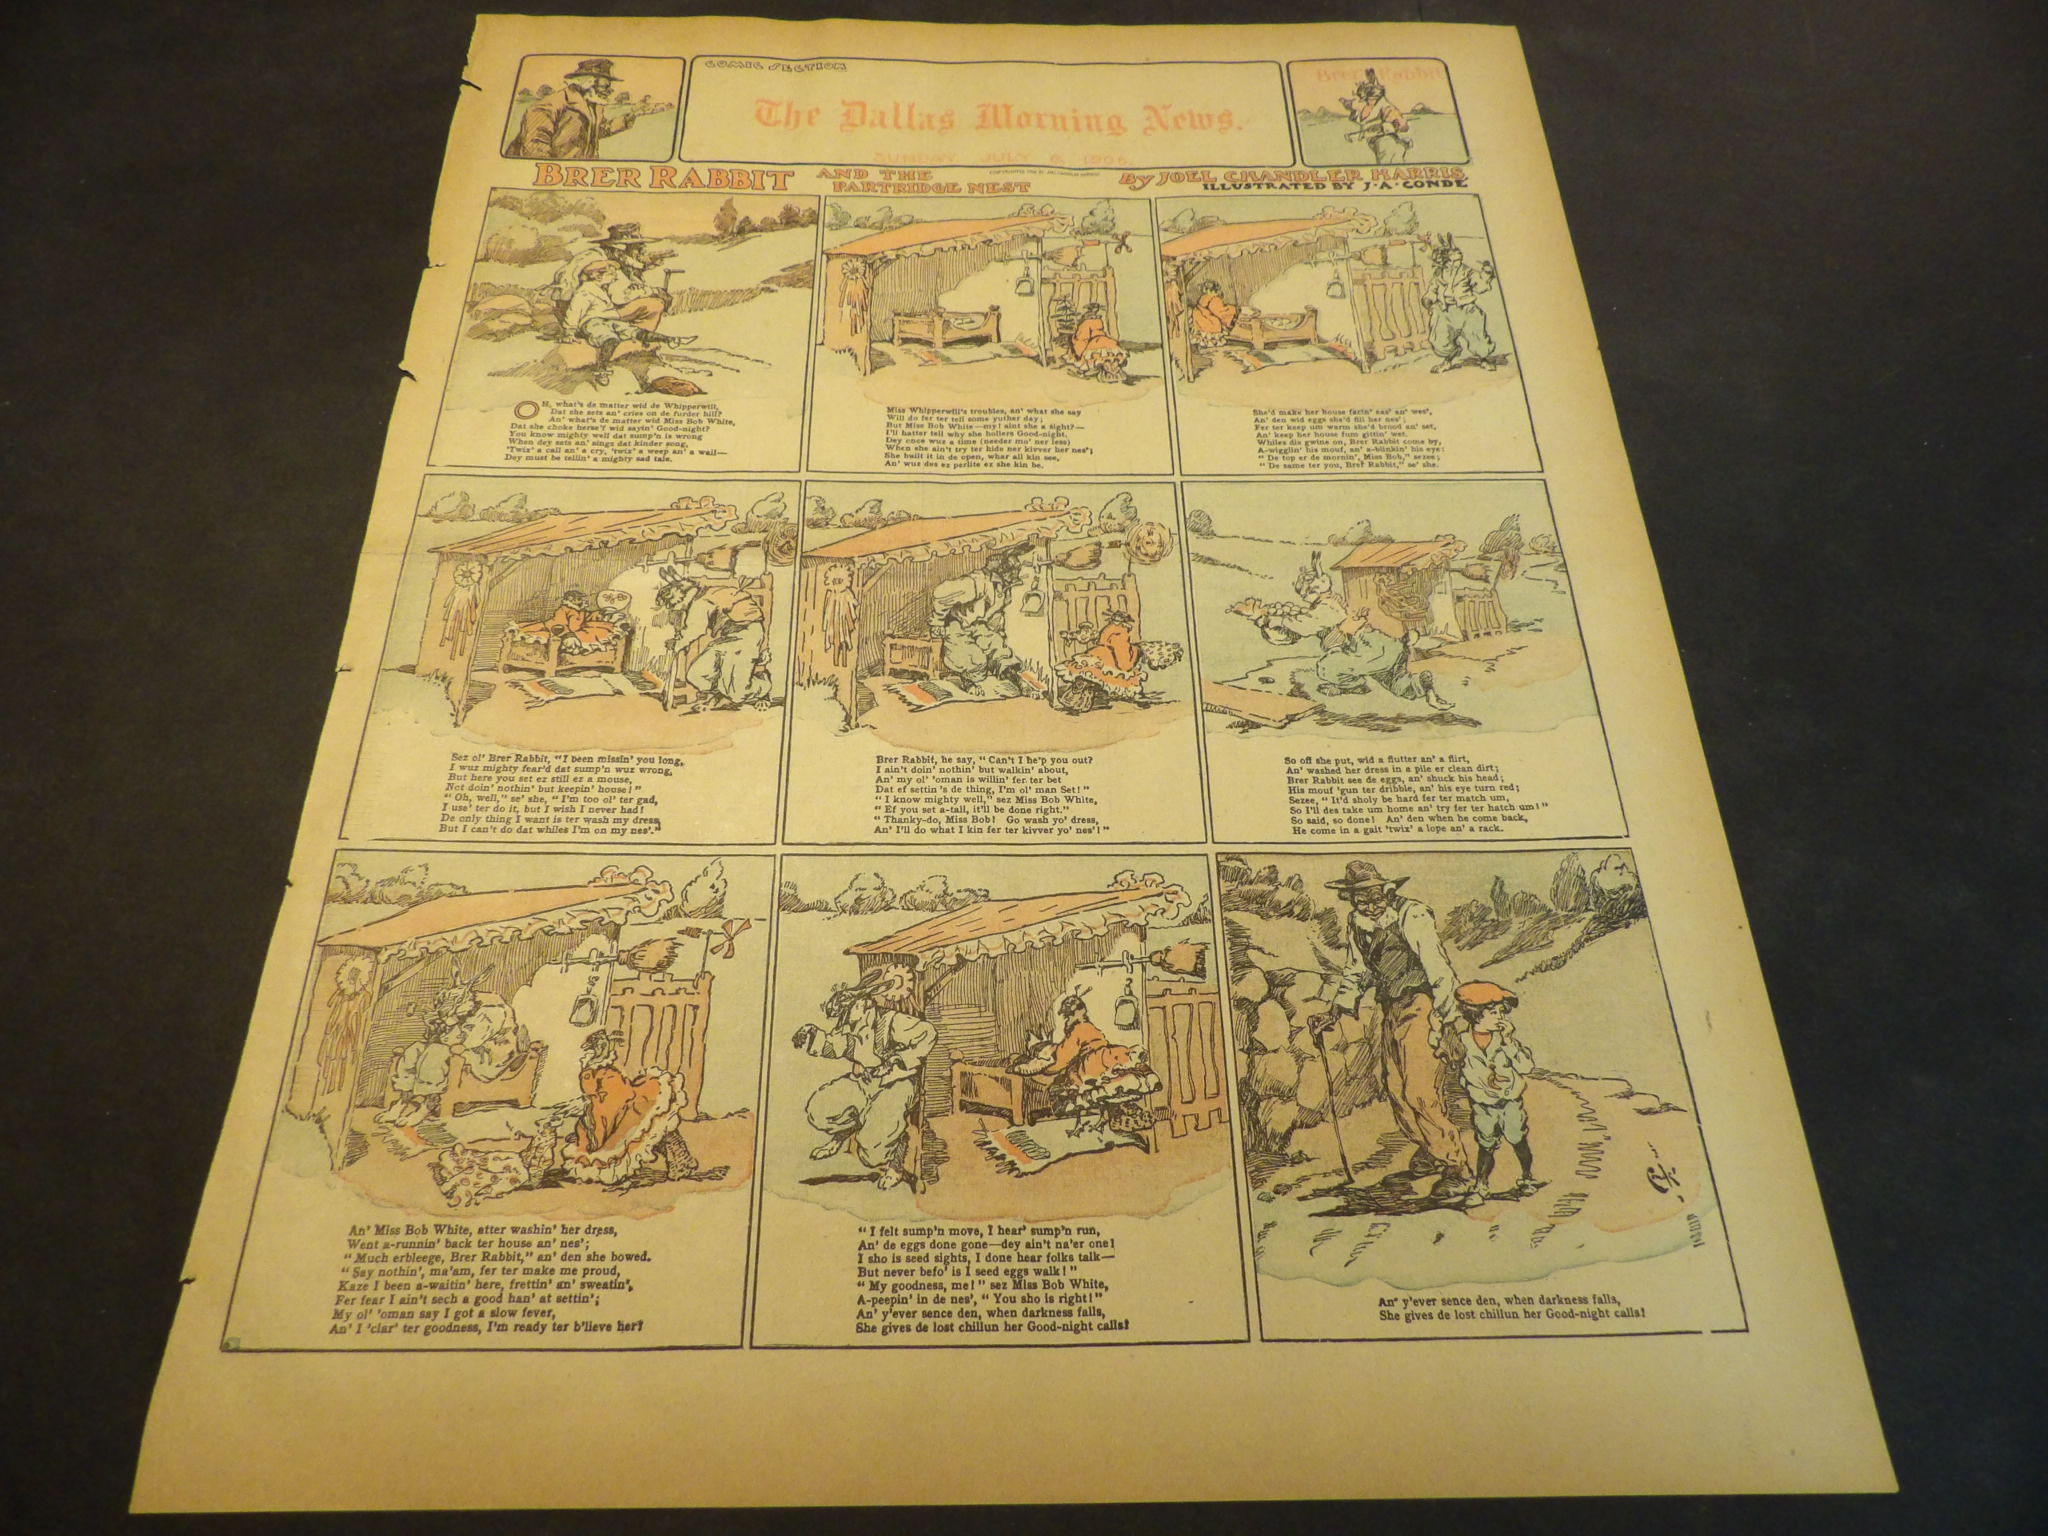 COMIC SECTION
The Dallas Morning News.
SUNDAY JULY 8, 1906.
Brer Rabbit
BRER RABBIT AND THE PARTRIDGE NEST
By JOEL CHANDLER HARRIS
ILLUSTRATED BY J. A. CONDE
OH, what's de matter wid de Whipperwill,
Dat she sets an' cries on de furder hill?
An' what's de matter wid Miss Bob White,
Dat she choke herse'f wid sayin' Good-night?
You know mighty well dat sump'n is wrong
When dey sets an' sings dat kinder song,
'Twix' a call an' a cry, 'twix' a weep an' a wail—
Dey must be tellin' a mighty sad tale.
Miss Whipperwill's troubles, an' what she say
Will do fer ter tell some yuther day;
But Miss Bob White—my! aint she a sight?—
I'll hatter tell why she hollers Good-night.
Dey once wuz a time (needer mo' ner less)
When she ain't try ter hide ner kivver her nes';
She built it in de open, whar all kin see,
An' wuz des ez perlite ez she kin be.
She'd make her house facin' eas' an' wes',
An' den wid eggs she'd fill her nes';
Fer ter keep um warm she'd brood an' set,
An' keep her house fum gittin' wet.
Whiles dis gwine on, Brer Rabbit come by,
A-wigglin' his mouf, an' a-blinkin' his eye:
"De top er de mornin', Miss Bob," sezee;
"De same ter you, Brer Rabbit," se' she.
Sez ol' Brer Rabbit, "I been missin' you long,
I wuz mighty fear'd dat sump'n wuz wrong,
But here you set ez still ez a mouse,
Not doin' nothin' but keepin' house!"
"Oh, well," se' she, "I'm too ol' ter gad,
I use' ter do it, but I wish I never had!
De only thing I want is ter wash my dress,
But I can't do dat whiles I'm on my nes'."
Brer Rabbit, he say, "Can't I he'p you out?
I ain't doin' nothin' but walkin' about,
An' my ol' 'oman is willin' fer ter bet
Dat ef settin's de thing, I'm ol' man Set!"
"I know mighty well," sez Miss Bob White,
"Ef you set a-tall, it'll be done right."
"Thanky-do, Miss Bob! Go wash yo' dress,
An' I'll do what I kin fer ter kivver yo' nes'!"
So off she put, wid a flutter an' a flirt,
An' washed her dress in a pile er clean dirt;
Brer Rabbit see de eggs, an' shuck his head;
His mouf 'gun ter dribble, an' his eye turn red;
Sezee, "It'd sholy be hard fer ter match um,
So I'll des take um home an' try fer ter hatch um!"
So said, so done! An' den when he come back,
He come in a gait 'twix' a lope an' a rack.
An' Miss Bob White, atter washin' her dress,
Went a-runnin' back ter house an' nes';
"Much erbleege, Brer Rabbit," an' den she bowed.
"Say nothin', ma'am, fer ter make me proud,
Kaze I been a-waitin' here, frettin' an' sweatin',
Fer fear I ain't sech a good han' at settin';
My ol' 'oman say I got a slow fever,
An' I 'clar' ter goodness, I'm ready ter b'lieve her!
"I felt sump'n move, I hear' sump'n run,
An' de eggs done gone—dey ain't na'er one!
I sho is seed sights, I done hear folks talk—
But never befo' is I seed eggs walk!"
"My goodness, me!" sez Miss Bob White,
A-peepin' in de nes', "You sho is right!"
An' y'ever sence den, when darkness falls,
She gives de lost chillun her Good-night calls!
An' y'ever sence den, when darkness falls,
She gives de lost chillun her Good-night calls!